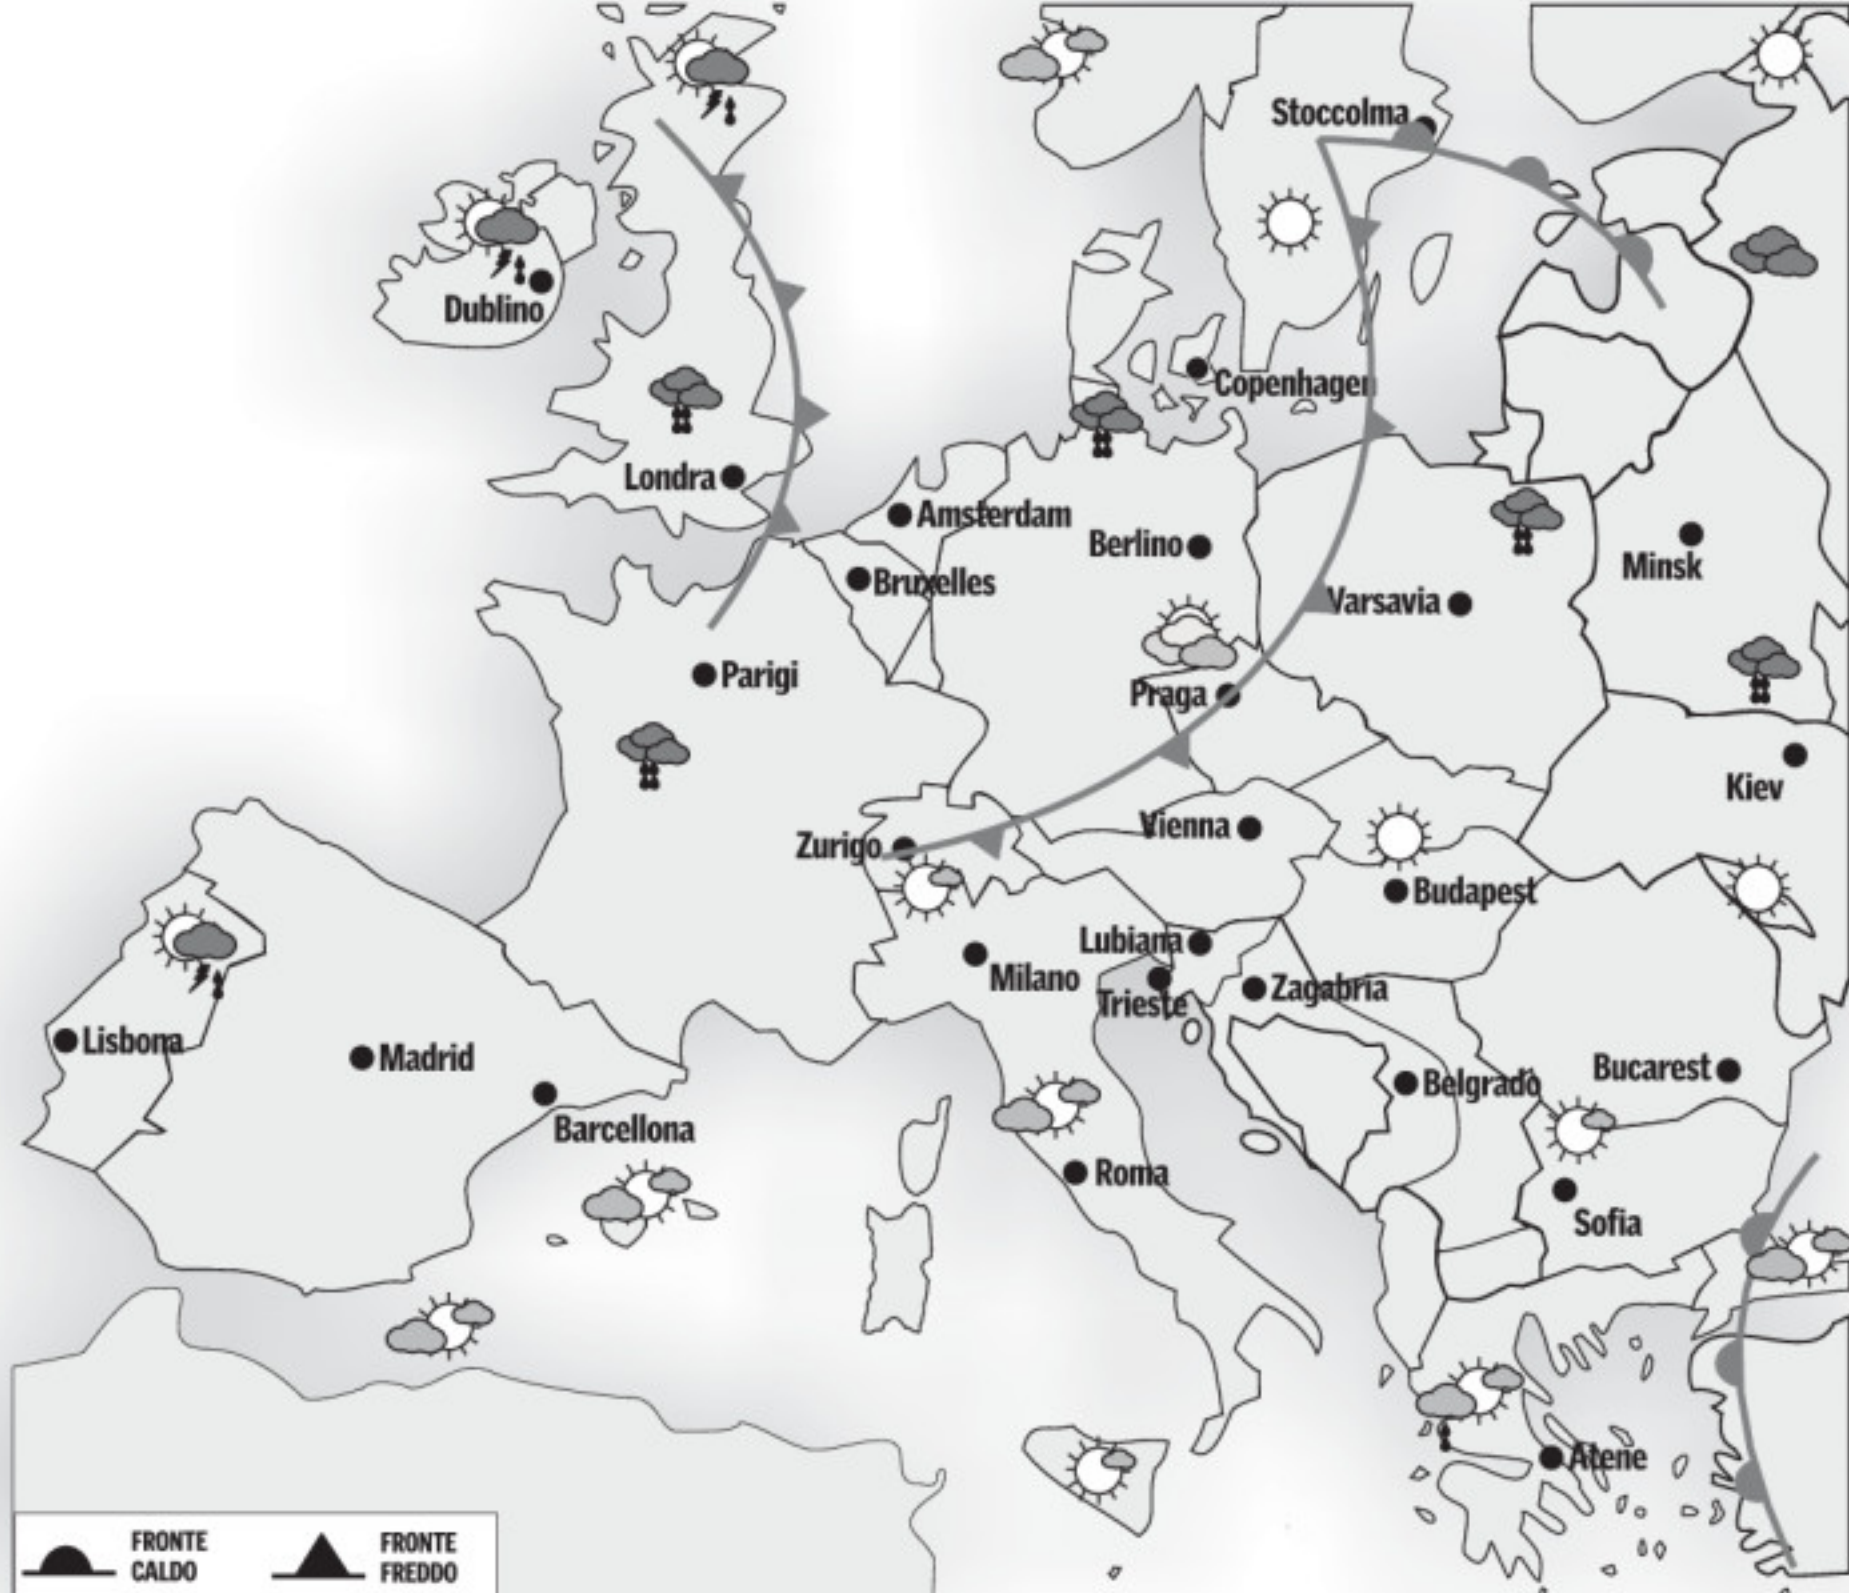 Stoccolma
Dublino
Copenhagen
Londra
Amsterdam
Berlino
Minsk
Bruxelles
Varsavia
Parigi
Praga
Kiev
Vienna
Zurigo
Budapest
Lubiana
Milano
Trieste
Zagabria
Lisbona
Madrid
Bucarest
Belgrado
Barcellona
Roma
Sofia
Atene
FRONTE
CALDO
FRONTE
FREDDO